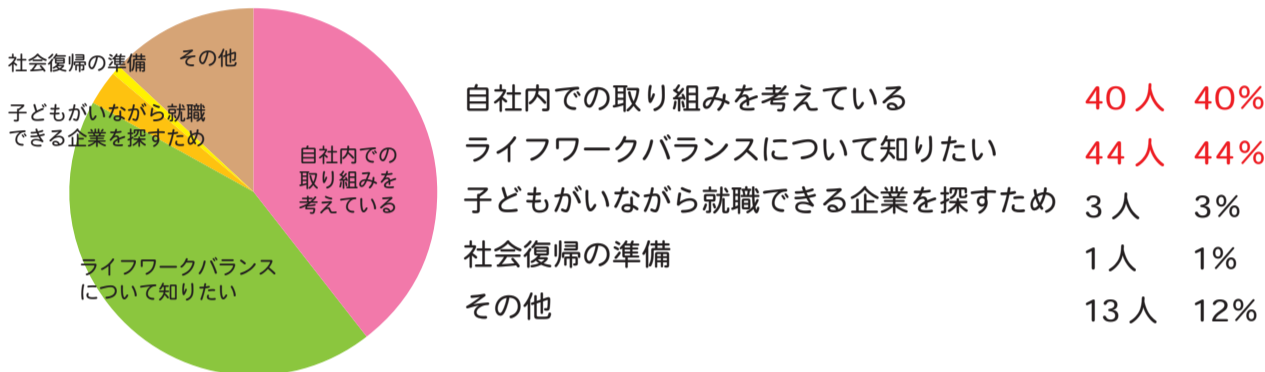 社会復帰の準備
その他
子どもがいながら就職
できる企業を探すため
自社内での
取り組みを
考えている
ライフワークバランス
について知りたい
自社内での取り組みを考えている 40人 40%
ライフワークバランスについて知りたい 44人 44%
子どもがいながら就職できる企業を探すため 3人 3%
社会復帰の準備 1人 1%
その他 13人 12%